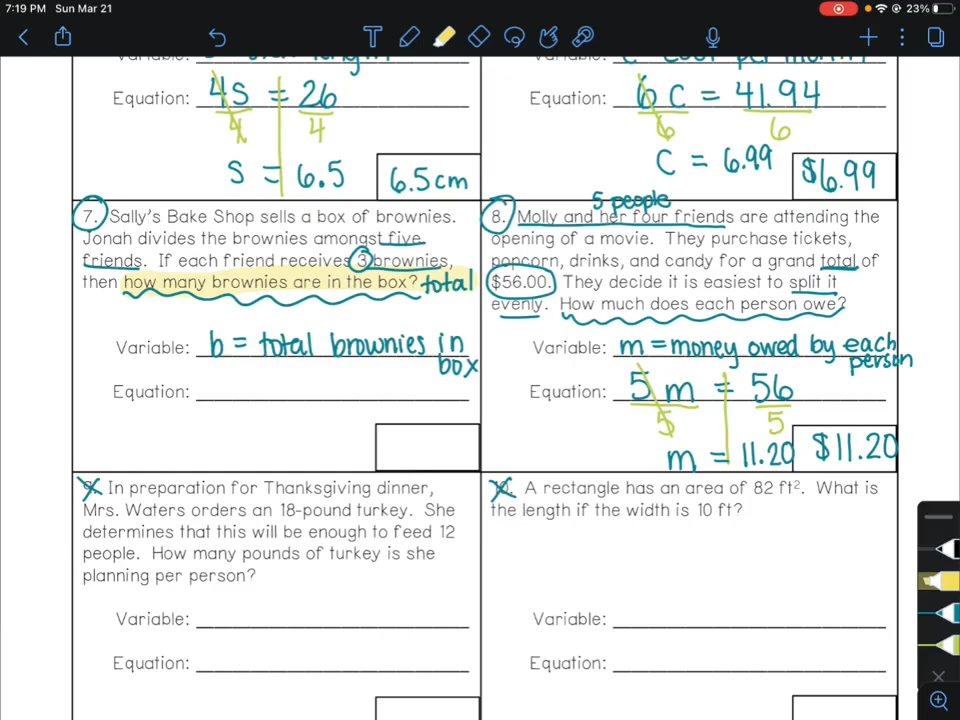 7:19 PM Sun Mar 21
23%
Equation: 4s = 26
4 4
s = 6.5
6.5cm
Equation: 6 c = 41.94
6 6
c = 6.99
$6.99
7. Sally's Bake Shop sells a box of brownies.
Jonah divides the brownies amongst five
friends. If each friend receives 3 brownies,
then how many brownies are in the box? total
Variable: b = total brownies in
box
Equation:
5 people
8. Molly and her four friends are attending the
opening of a movie. They purchase tickets,
popcorn, drinks, and candy for a grand total of
$56.00. They decide it is easiest to split it
evenly. How much does each person owe?
Variable: m = money owed by each
person
Equation: 5 m = 56
5 5
m = 11.20
$11.20
9. In preparation for Thanksgiving dinner,
Mrs. Waters orders an 18-pound turkey. She
determines that this will be enough to feed 12
people. How many pounds of turkey is she
planning per person?
Variable:
Equation:
10. A rectangle has an area of 82 ft². What is
the length if the width is 10 ft?
Variable:
Equation: